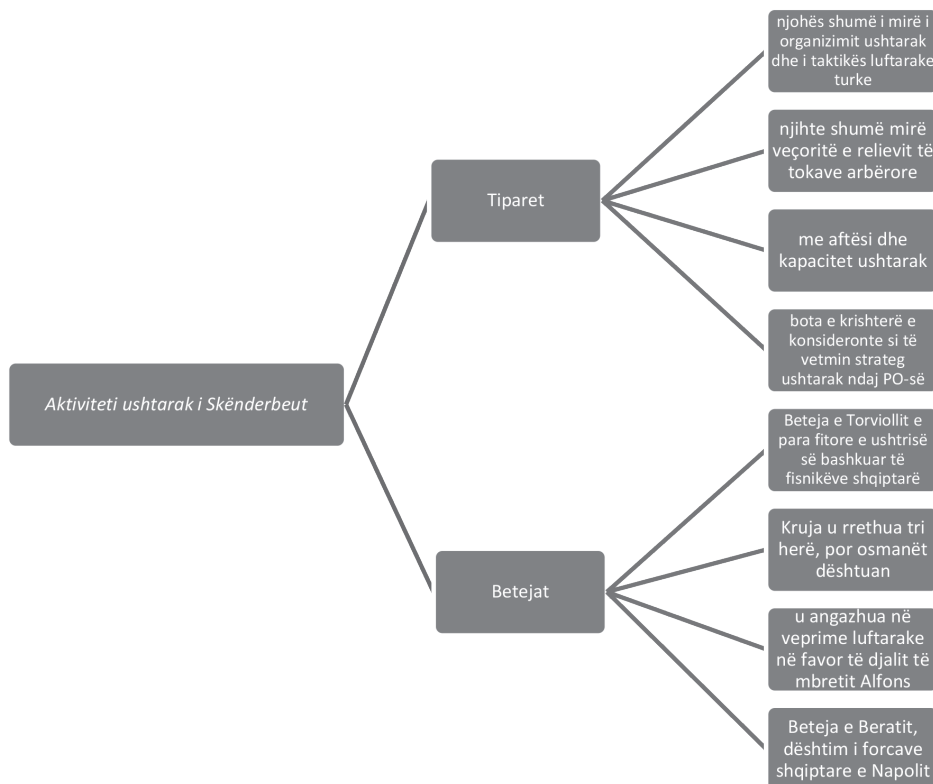 Aktiviteti ushtarak i Skënderbeut
Tiparet
njohës shumë i mirë i
organizimit ushtarak
dhe i taktikës luftarake
turke
njihte shumë mirë
veçoritë e relievit të
tokave arbërore
me aftësi dhe
kapacitet ushtarak
bota e krishterë e
konsideronte si të
vetmin strateg
ushtarak ndaj PO-së
Betejat
Beteja e Torviollit e
para fitore e ushtrisë
së bashkuar të
fisnikëve shqiptarë
Kruja u rrethua tri
herë, por osmanët
dështuan
u angazhua në
veprime luftarake
në favor të djalit të
mbretit Alfons
Beteja e Beratit,
dështim i forcave
shqiptare e Napolit